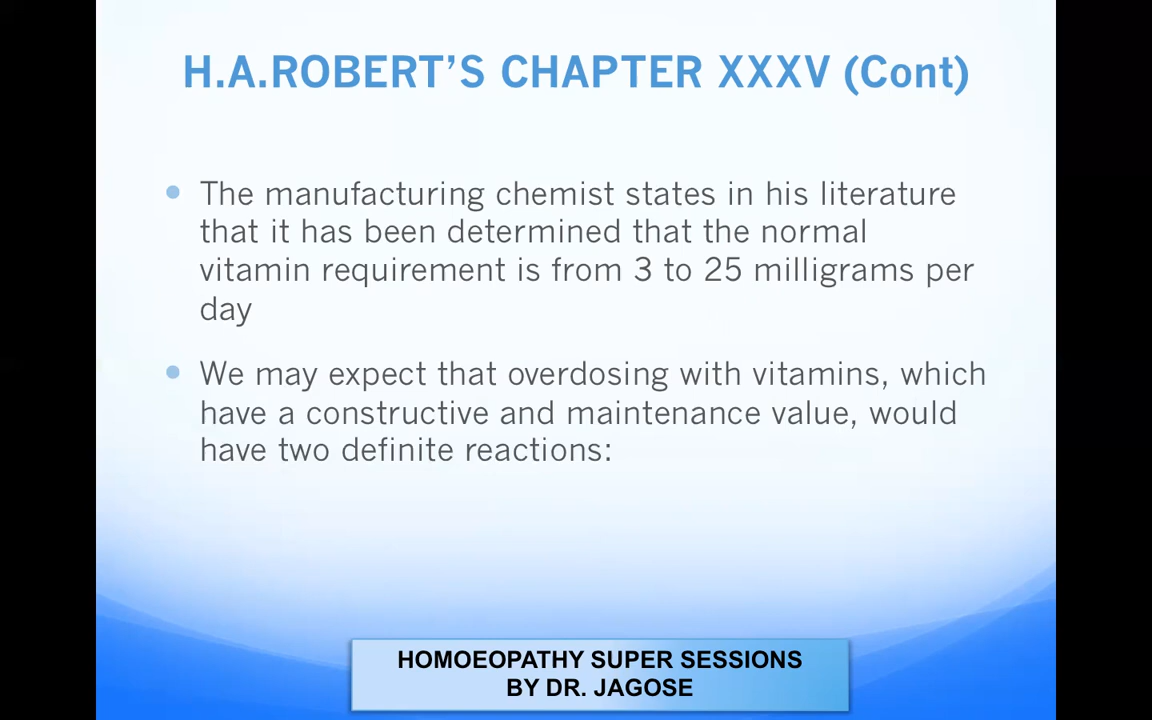 H.A.ROBERT'S CHAPTER XXXV (Cont)
• The manufacturing chemist states in his literature
that it has been determined that the normal
vitamin requirement is from 3 to 25 milligrams per
day
• We may expect that overdosing with vitamins, which
have a constructive and maintenance value, would
have two definite reactions:
HOMOEOPATHY SUPER SESSIONS
BY DR. JAGOSE